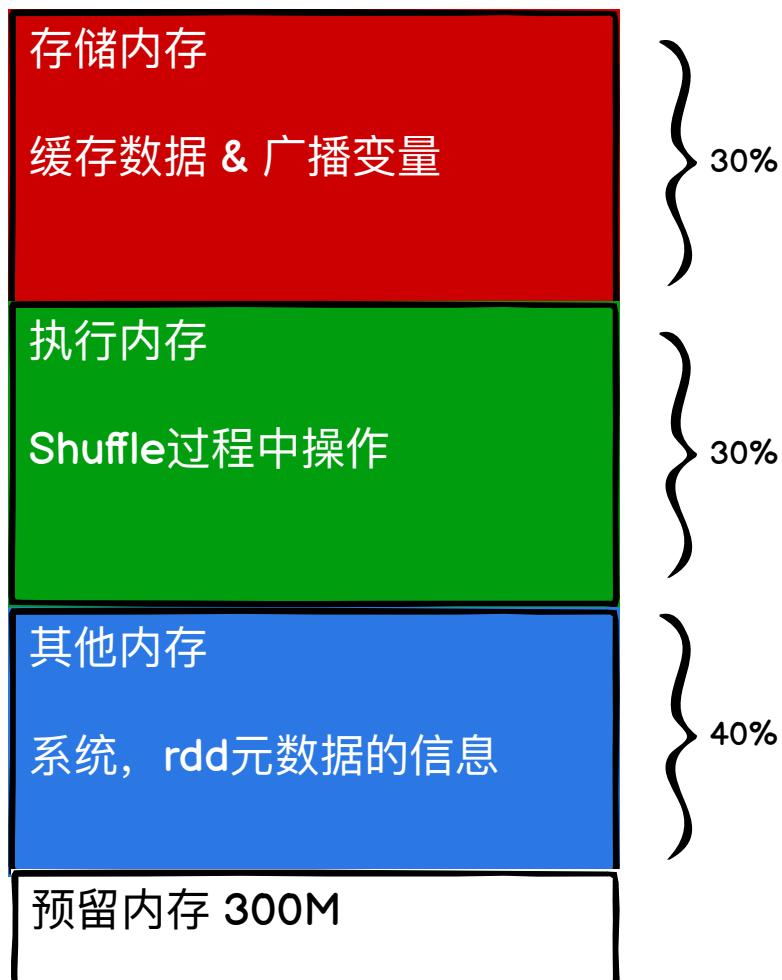 存储内存
缓存数据 & 广播变量
30%
执行内存
Shuffle过程中操作
30%
其他内存
系统，rdd元数据的信息
40%
预留内存 300M